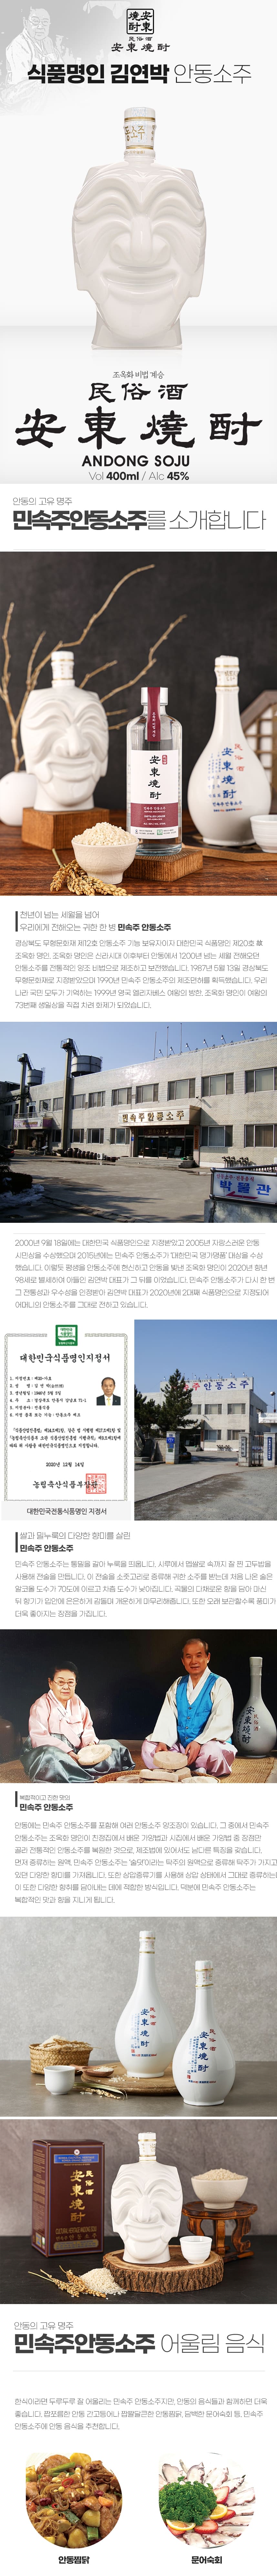 民俗酒
安東燒酎
식품명인 김연박 안동소주
조옥화 비법 계승
民俗酒
安東燒酎
ANDONG SOJU
Vol 400ml / Alc 45%
안동의 고유 명주
민속주안동소주를 소개합니다
安東燒酎
民俗酒
安東燒酎
천년이 넘는 세월을 넘어
우리에게 전해오는 귀한 한 병 민속주 안동소주
경상북도 무형문화재 제12호 안동소주 기능 보유자이자 대한민국 식품명인 제20호 故
조옥화 명인. 조옥화 명인은 신라시대 이후부터 안동에서 1200년 넘는 세월 전해오던
안동소주를 전통적인 양조 비법으로 제조하고 보전했습니다. 1987년 5월 13일 경상북도
무형문화재로 지정받았으며 1990년 민속주 안동소주의 제조면허를 획득했습니다. 우리
나라 국민 모두가 기억하는 1999년 영국 엘리자베스 여왕의 방한, 조옥화 명인이 여왕의
73번째 생일상을 직접 차려 화제가 되었습니다.
민속주안동소주
박물관
2000년 9월 18일에는 대한민국 식품명인으로 지정받았고 2005년 자랑스러운 안동
시민상을 수상했으며 2015년에는 민속주 안동소주가 '대한민국 명가명품' 대상을 수상
했습니다. 이렇듯 평생을 안동소주에 헌신하고 안동을 빛낸 조옥화 명인이 2020년 향년
98세로 별세하며 아들인 김연박 대표가 그 뒤를 이었습니다. 민속주 안동소주가 다시 한 번
그 전통성과 우수성을 인정받아 김연박 대표가 2020년에 2대째 식품명인으로 지정되어
어머니의 안동소주를 그대로 전하고 있습니다.
대한민국식품명인지정서
2020년 12월 14일
농림축산식품부장관
안동소주
대한민국전통식품명인 지정서
쌀과 밀누룩의 다양한 향미를 살린
민속주 안동소주
민속주 안동소주는 통밀을 갈아 누룩을 띄웁니다. 시루에서 멥쌀로 속까지 잘 찐 고두밥을
사용해 전술을 만듭니다. 이 전술을 소줏고리로 증류해 귀한 소주를 받는데 처음 나온 술은
알코올 도수가 70도에 이르고 차츰 도수가 낮아집니다. 곡물의 다채로운 향을 담아 마신
뒤 향기가 입안에 은은하게 감돌며 개운하게 마무리해줍니다. 또한 오래 보관할수록 풍미가
더욱 좋아지는 장점을 가집니다.
安東燒酎
복합적이고 진한 맛의
민속주 안동소주
안동에는 민속주 안동소주를 포함해 여러 안동소주 양조장이 있습니다. 그 중에서 민속주
안동소주는 조옥화 명인이 친정집에서 배운 가양법과 시집에서 배운 가양법 중 장점만
골라 전통적인 안동소주를 복원한 것으로, 제조법에 있어서도 남다른 특징을 갖습니다.
먼저 증류하는 원액, 민속주 안동소주는 '술덧'이라는 탁주의 원액으로 증류해 탁주가 가지고
있던 다양한 향미를 가져옵니다. 또한 상압증류기를 사용해 상압 상태에서 그대로 증류하는데
이 또한 다양한 향취를 담아내는 데에 적합한 방식입니다. 덕분에 민속주 안동소주는
복합적인 맛과 향을 지니게 됩니다.
民俗酒
安東燒酎
民俗酒
安東燒酎
民俗酒
安東燒酎
안동의 고유 명주
민속주안동소주 어울림 음식
한식이라면 두루두루 잘 어울리는 민속주 안동소주지만, 안동의 음식들과 함께하면 더욱
좋습니다. 짭쪼름한 안동 간고등어나 짭짤달큰한 안동찜닭, 담백한 문어숙회 등, 민속주
안동소주에 안동 음식을 추천합니다.
안동찜닭
문어숙회